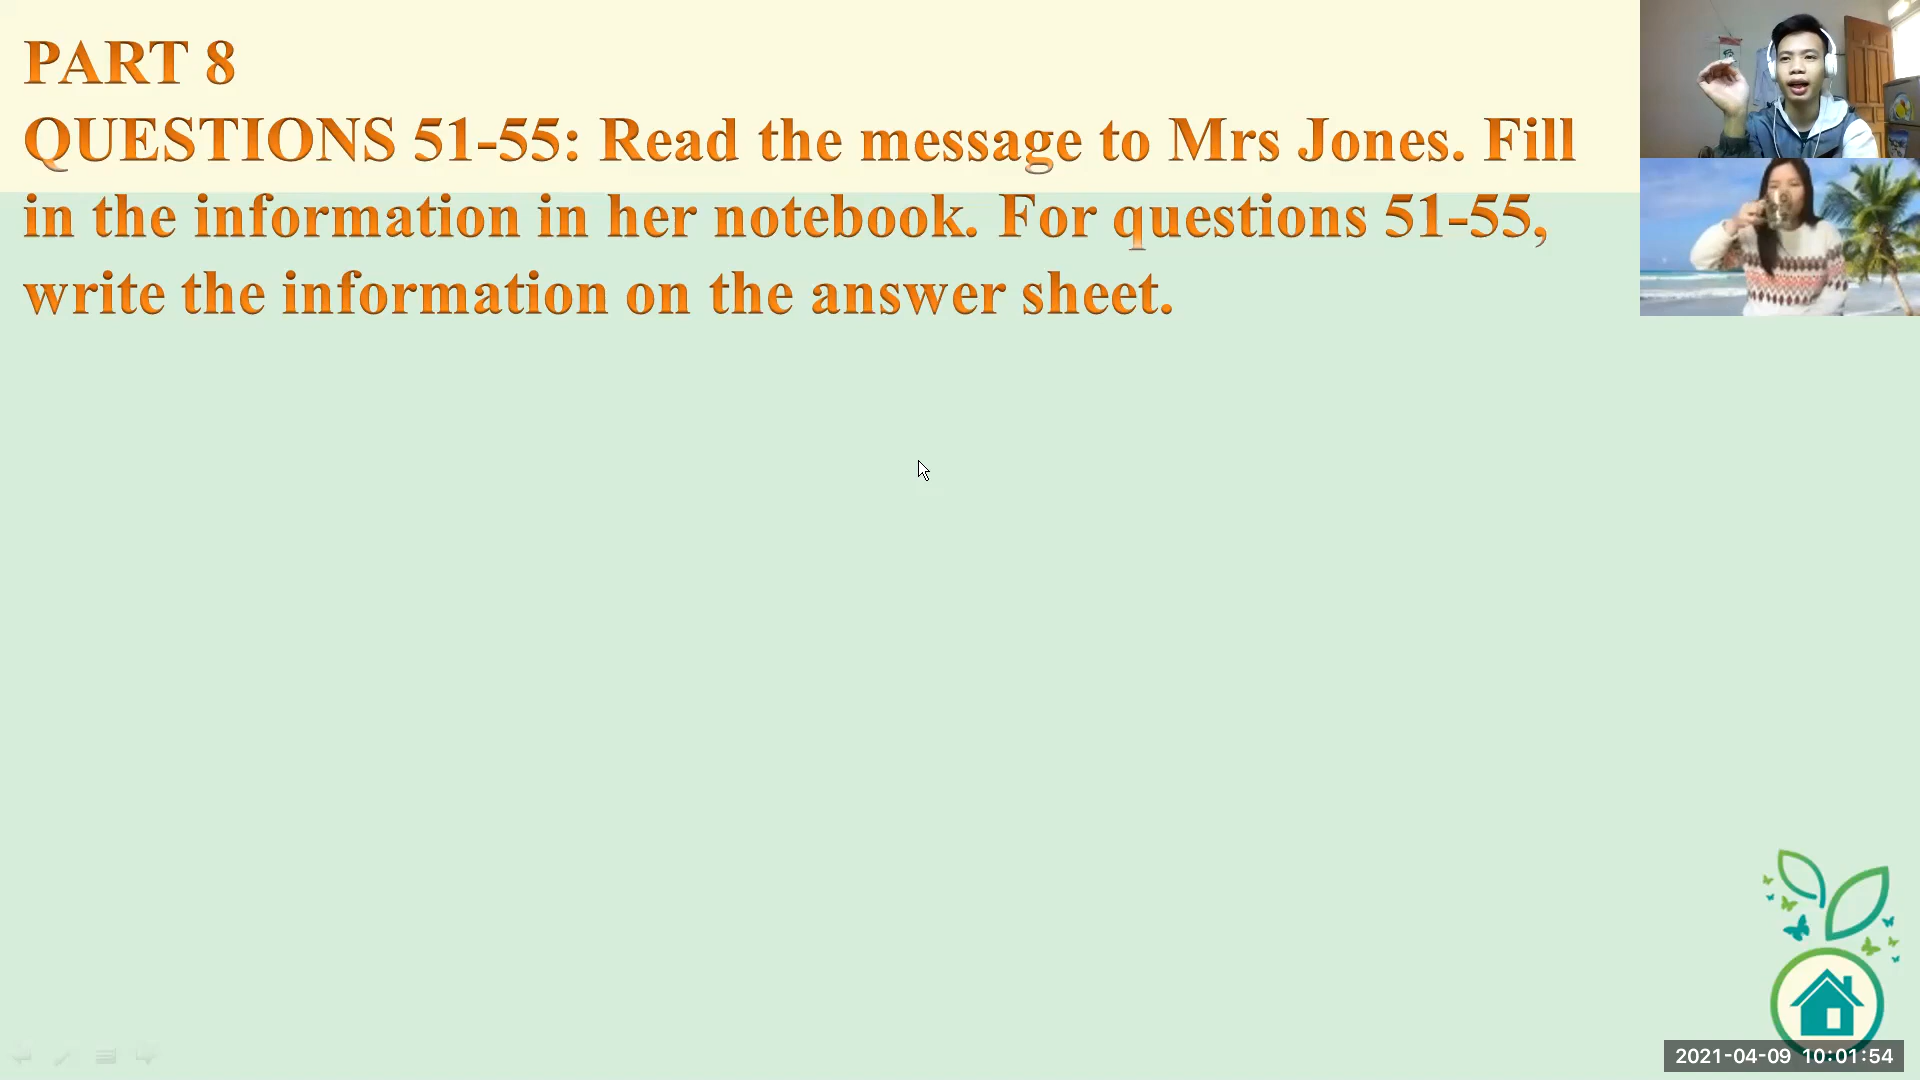 PART 8
QUESTIONS 51-55: Read the message to Mrs Jones. Fill
in the information in her notebook. For questions 51-55,
write the information on the answer sheet.
2021-04-09 10:01:54